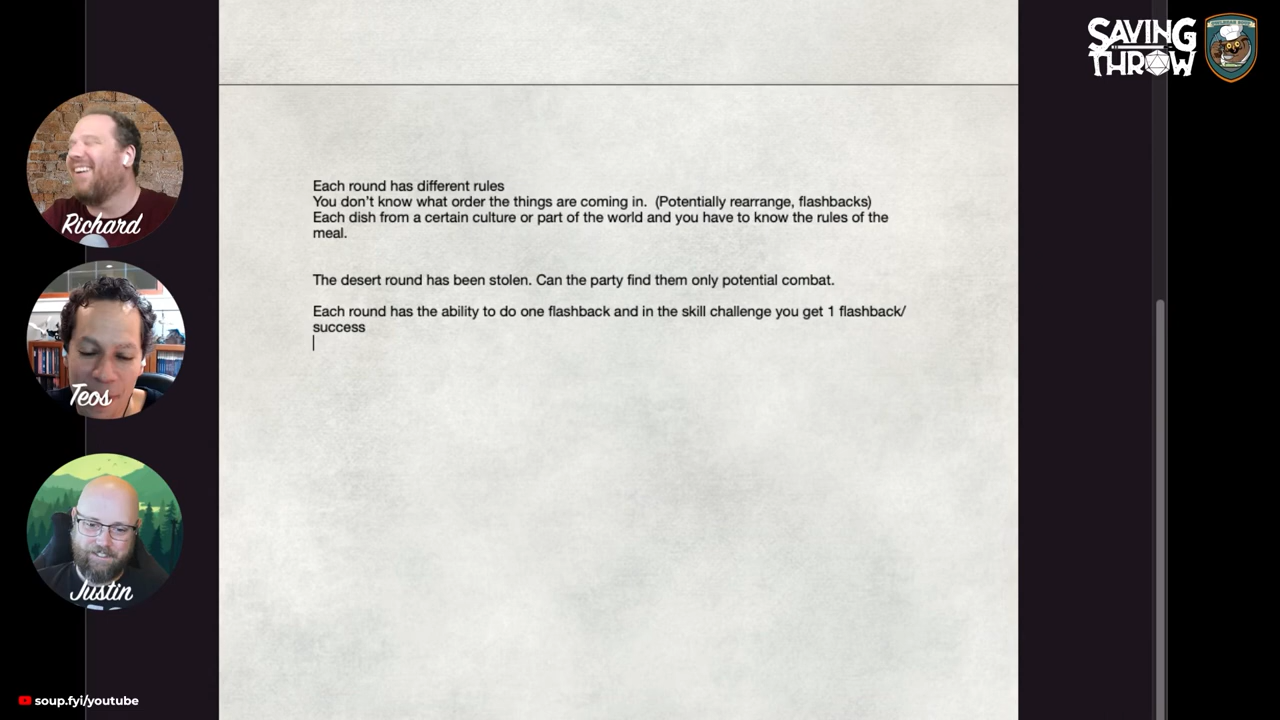 SAVING
THROW
Richard
Each round has different rules
You don't know what order the things are coming in.  (Potentially rearrange, flashbacks)
Each dish from a certain culture or part of the world and you have to know the rules of the
meal.
The desert round has been stolen. Can the party find them only potential combat.
Each round has the ability to do one flashback and in the skill challenge you get 1 flashback/
success
Teos
Justin
soup.fyi/youtube